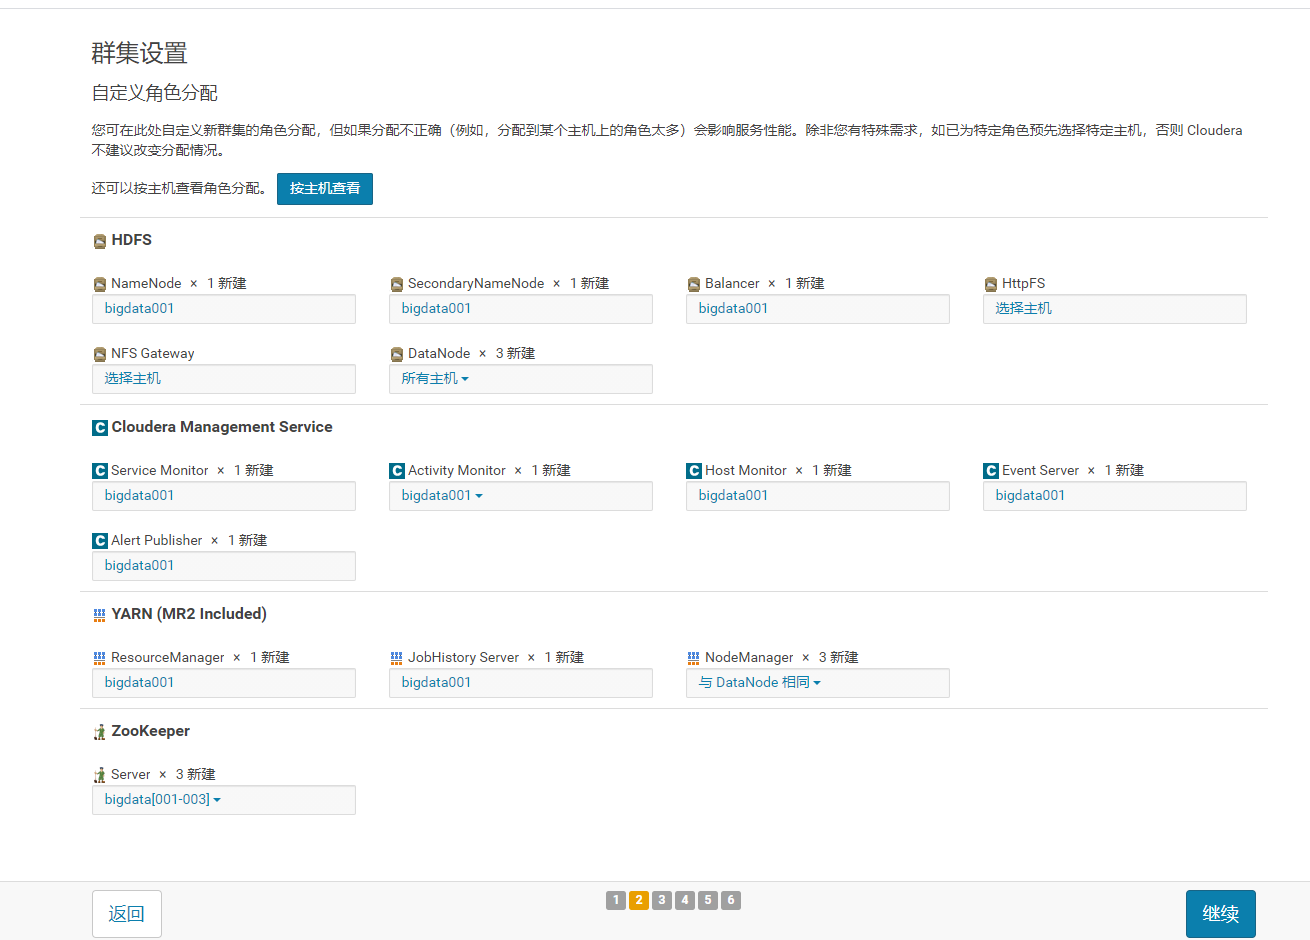 群集设置
自定义角色分配
您可在此处自定义新群集的角色分配，但如果分配不正确（例如，分配到某个主机上的角色太多）会影响服务性能。除非您有特殊需求，如已为特定角色预先选择特定主机，否则 Cloudera
不建议改变分配情况。
还可以按主机查看角色分配。 按主机查看
HDFS
NameNode × 1 新建 SecondaryNameNode × 1 新建 Balancer × 1 新建 HttpFS
bigdata001 bigdata001 bigdata001 选择主机
NFS Gateway DataNode × 3 新建
选择主机 所有主机
C Cloudera Management Service
C Service Monitor × 1 新建 C Activity Monitor × 1 新建 C Host Monitor × 1 新建 C Event Server × 1 新建
bigdata001 bigdata001 bigdata001 bigdata001
C Alert Publisher × 1 新建
bigdata001
YARN (MR2 Included)
ResourceManager × 1 新建 JobHistory Server × 1 新建 NodeManager × 3 新建
bigdata001 bigdata001 与 DataNode 相同
ZooKeeper
Server × 3 新建
bigdata[001-003]
返回 1 2 3 4 5 6 继续